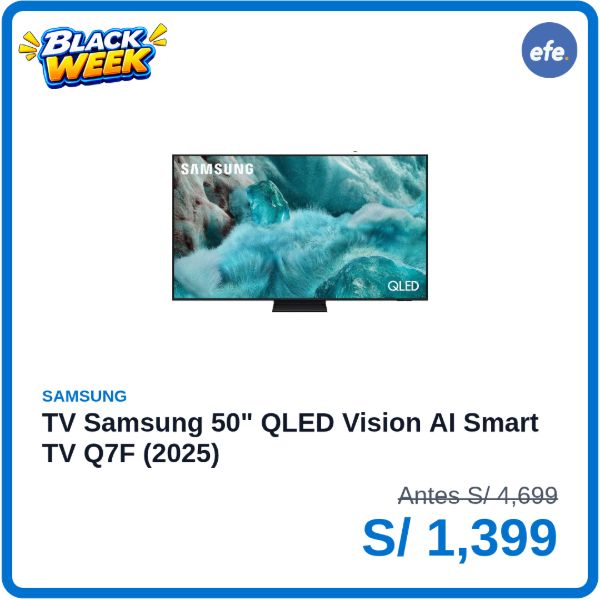 BLACK
WEEK
efe.
SAMSUNG
QLED
SAMSUNG
TV Samsung 50" QLED Vision AI Smart
TV Q7F (2025)
Antes S/ 4,699
S/ 1,399